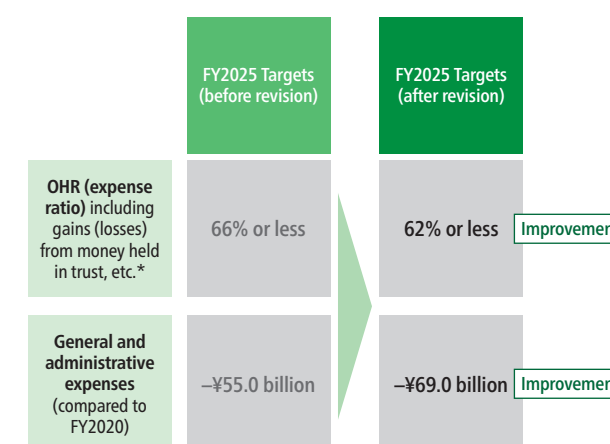 FY2025 Targets
(before revision)
FY2025 Targets
(after revision)
OHR (expense
ratio) including
gains (losses)
from money held
in trust, etc.*
66% or less
62% or less
Improvemen
General and
administrative
expenses
(compared to
FY2020)
–¥55.0 billion
–¥69.0 billion
Improvemen